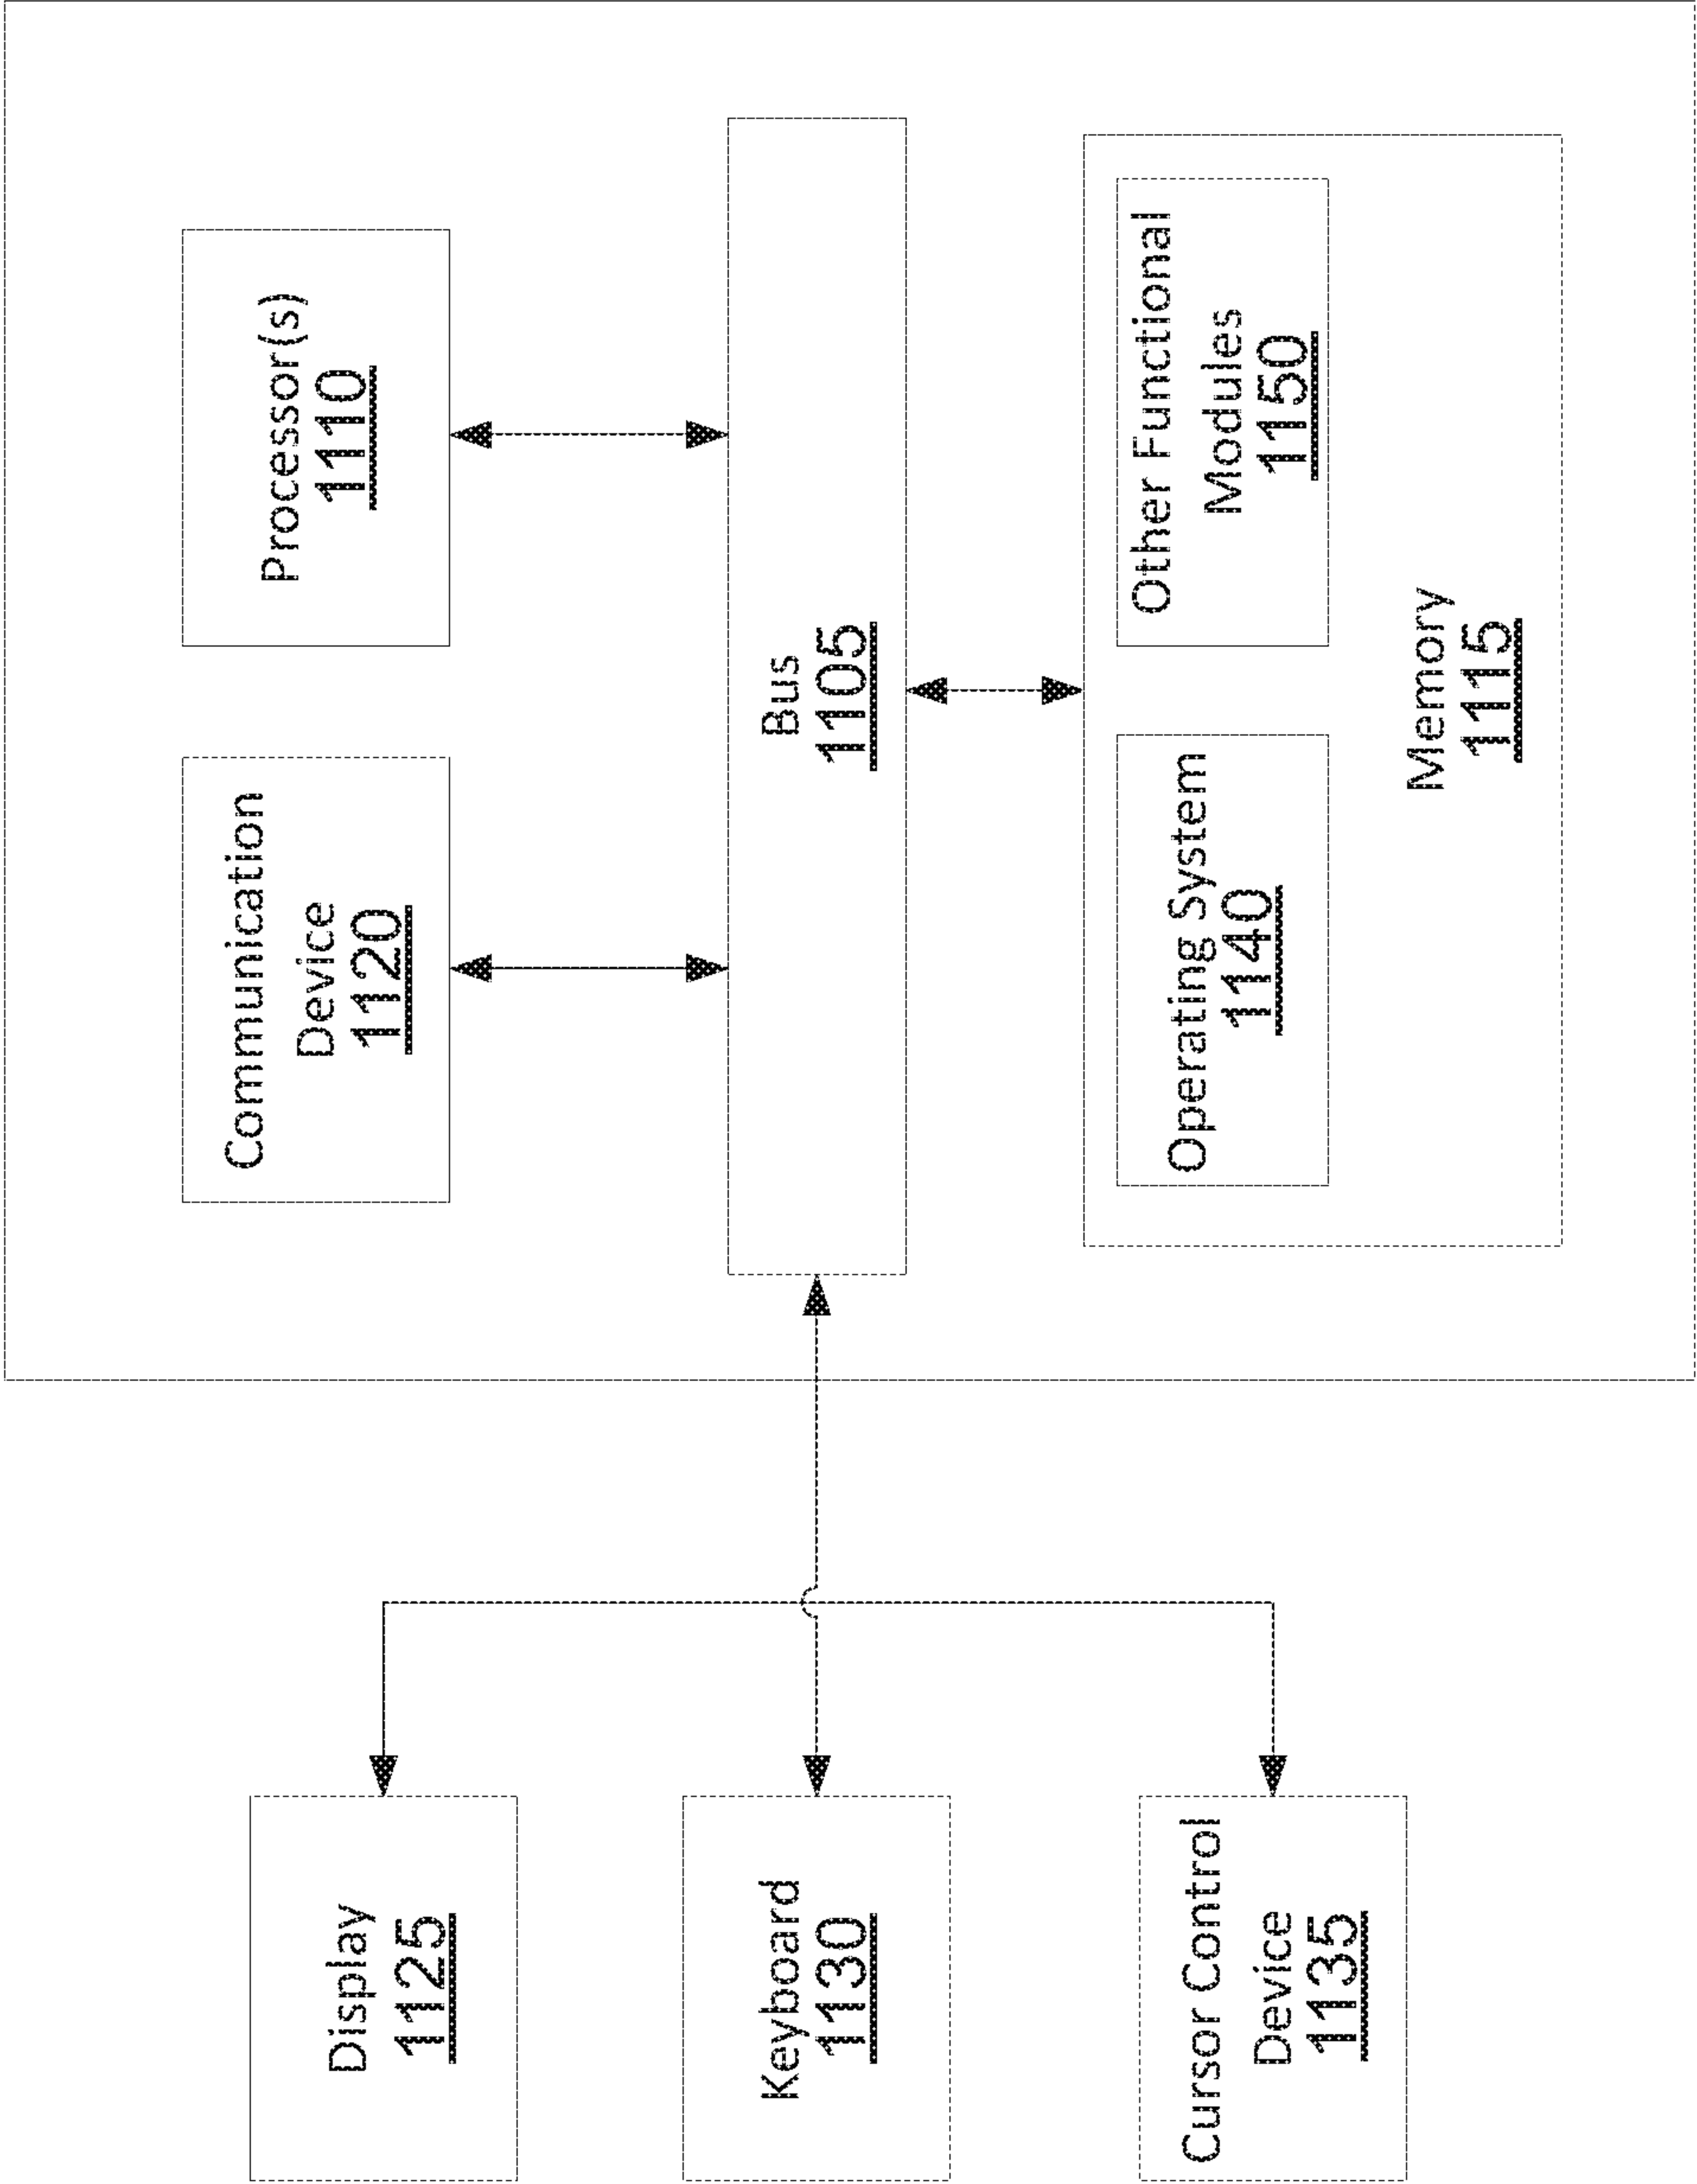 Display
1125
Keyboard
1130
Cursor Control
Device
1135
Communication
Device
1120
Processor(s)
1110
Bus
1105
Operating System
1140
Other Functional
Modules
1150
Memory
1115